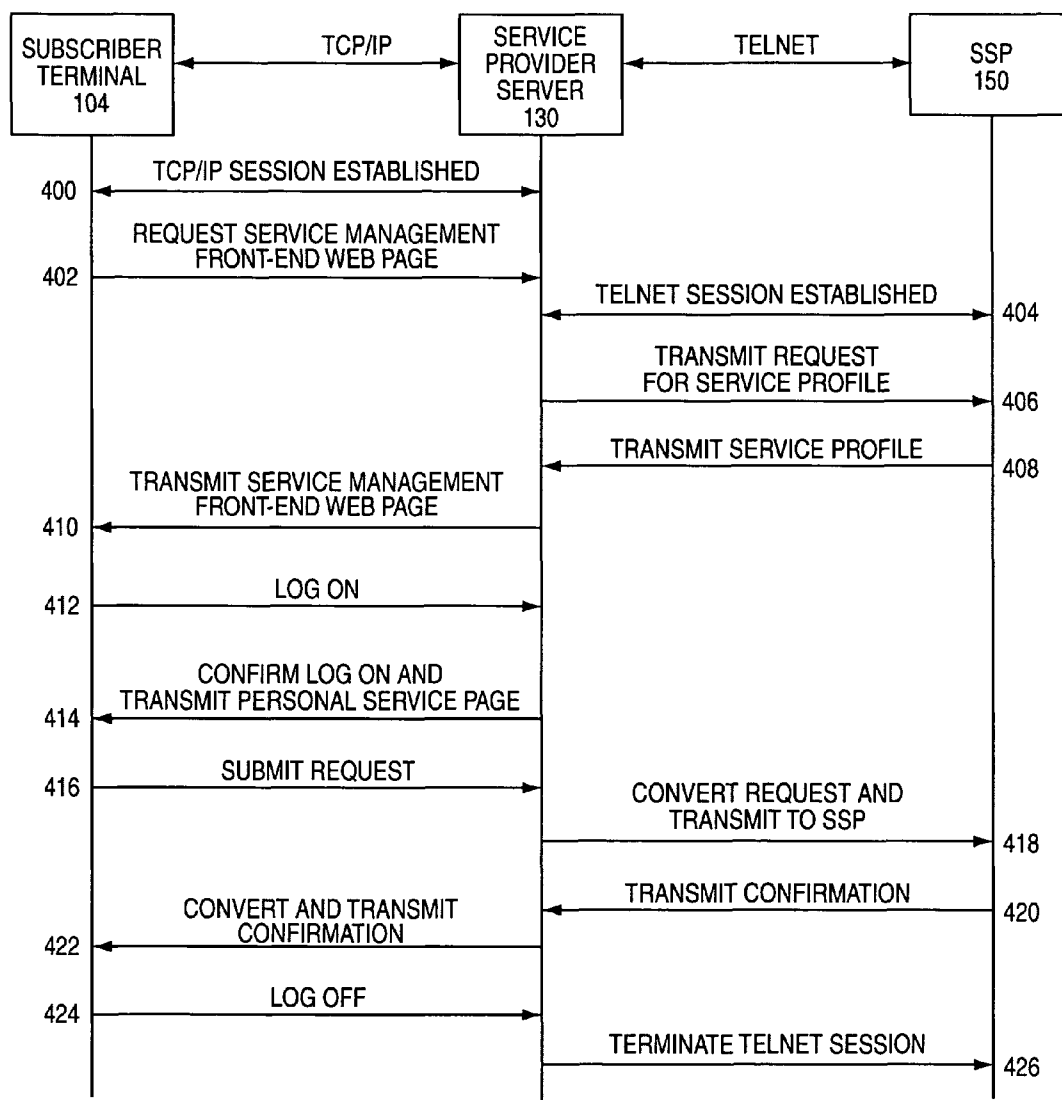 SUBSCRIBER
TERMINAL
104
TCP/IP
SERVICE
PROVIDER
SERVER
130
TELNET
SSP
150
TCP/IP SESSION ESTABLISHED
400
REQUEST SERVICE MANAGEMENT
FRONT-END WEB PAGE
402
TELNET SESSION ESTABLISHED
404
TRANSMIT REQUEST
FOR SERVICE PROFILE
406
TRANSMIT SERVICE PROFILE
408
TRANSMIT SERVICE MANAGEMENT
FRONT-END WEB PAGE
410
LOG ON
412
CONFIRM LOG ON AND
TRANSMIT PERSONAL SERVICE PAGE
414
SUBMIT REQUEST
416
CONVERT REQUEST AND
TRANSMIT TO SSP
418
TRANSMIT CONFIRMATION
420
CONVERT AND TRANSMIT
CONFIRMATION
422
LOG OFF
424
TERMINATE TELNET SESSION
426